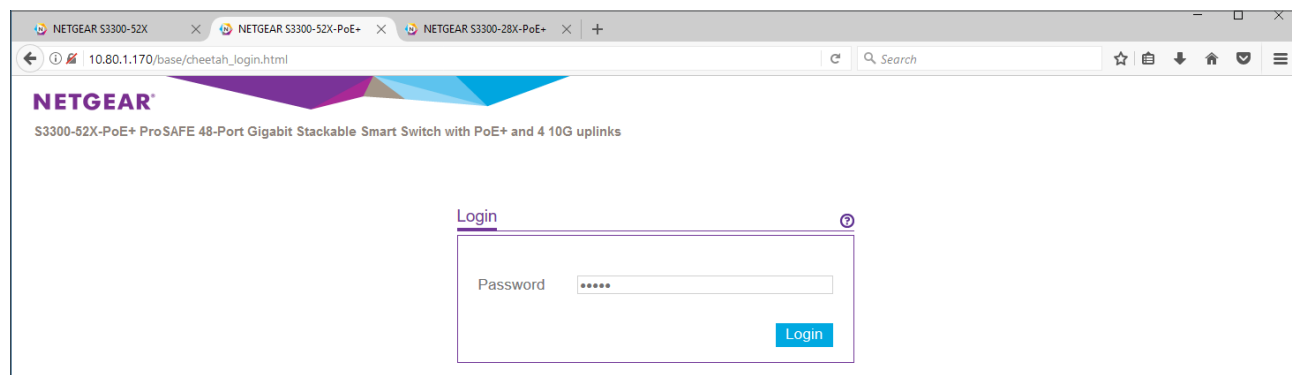 NETGEAR S3300-52X NETGEAR S3300-52X-PoE+ NETGEAR S3300-28X-PoE+
10.80.1.170/base/cheetah_login.html Search
NETGEAR®
S3300-52X-PoE+ ProSAFE 48-Port Gigabit Stackable Smart Switch with PoE+ and 4 10G uplinks
Login
Password •••••
Login